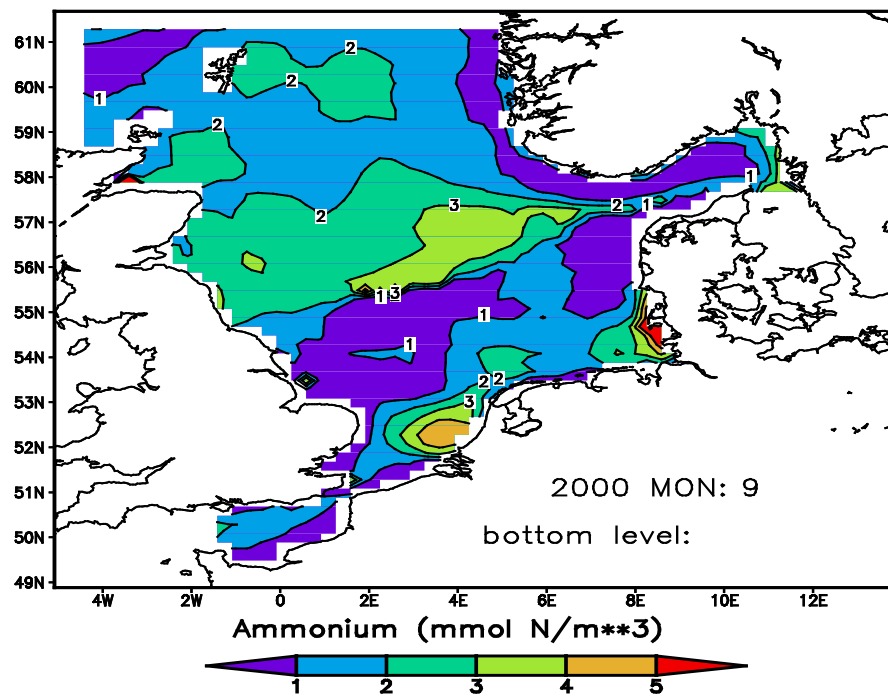 61N
60N
59N
58N
57N
56N
55N
54N
53N
52N
51N
50N
49N
2
2
1
2
1
3
2
2
1
1
3
1
1
2
2
3
2000 MON: 9
bottom level:
4W 2W 0 2E 4E 6E 8E 10E 12E
Ammonium (mmol N/m**3)
1 2 3 4 5